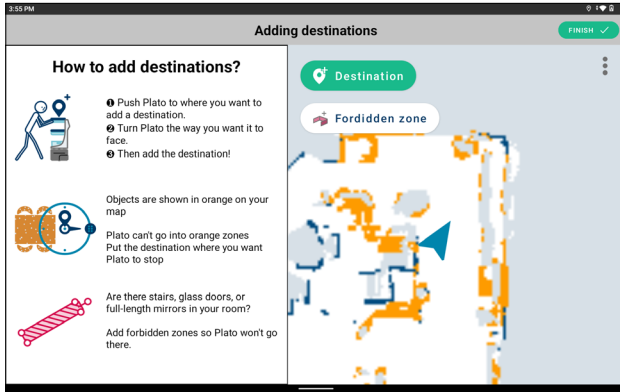 3:55 PM
Adding destinations
FINISH
How to add destinations?
❶ Push Plato to where you want to
add a destination.
❷ Turn Plato the way you want it to
face.
❸ Then add the destination!
Objects are shown in orange on your
map
Plato can't go into orange zones
Put the destination where you want
Plato to stop
Are there stairs, glass doors, or
full-length mirrors in your room?
Add forbidden zones so Plato won't go
there.
Destination
Fordidden zone